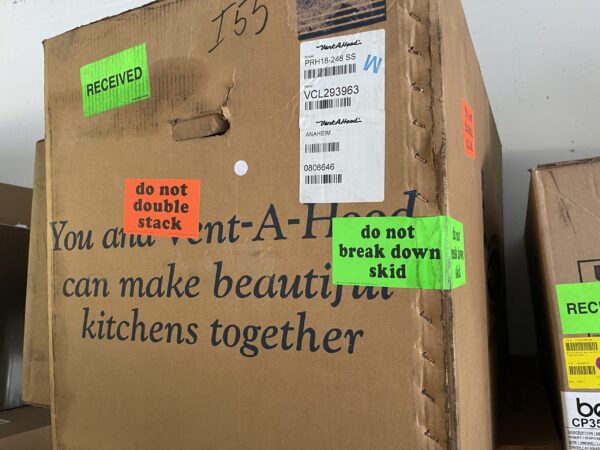 I55
RECEIVED
Vent-A-Hood
PRH18-248 SS
M
VCL293963
Vent-A-Hood
ANAHEIM
0806646
do not
double
stack
You and Vent-A-Hood
can make beautiful
kitchens together
do not
break down
skid